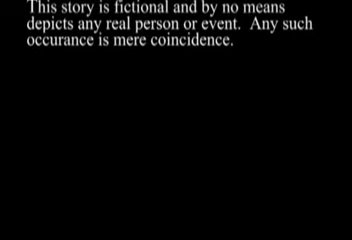 This story is fictional and by no means
depicts any real person or event.  Any such
occurance is mere coincidence.